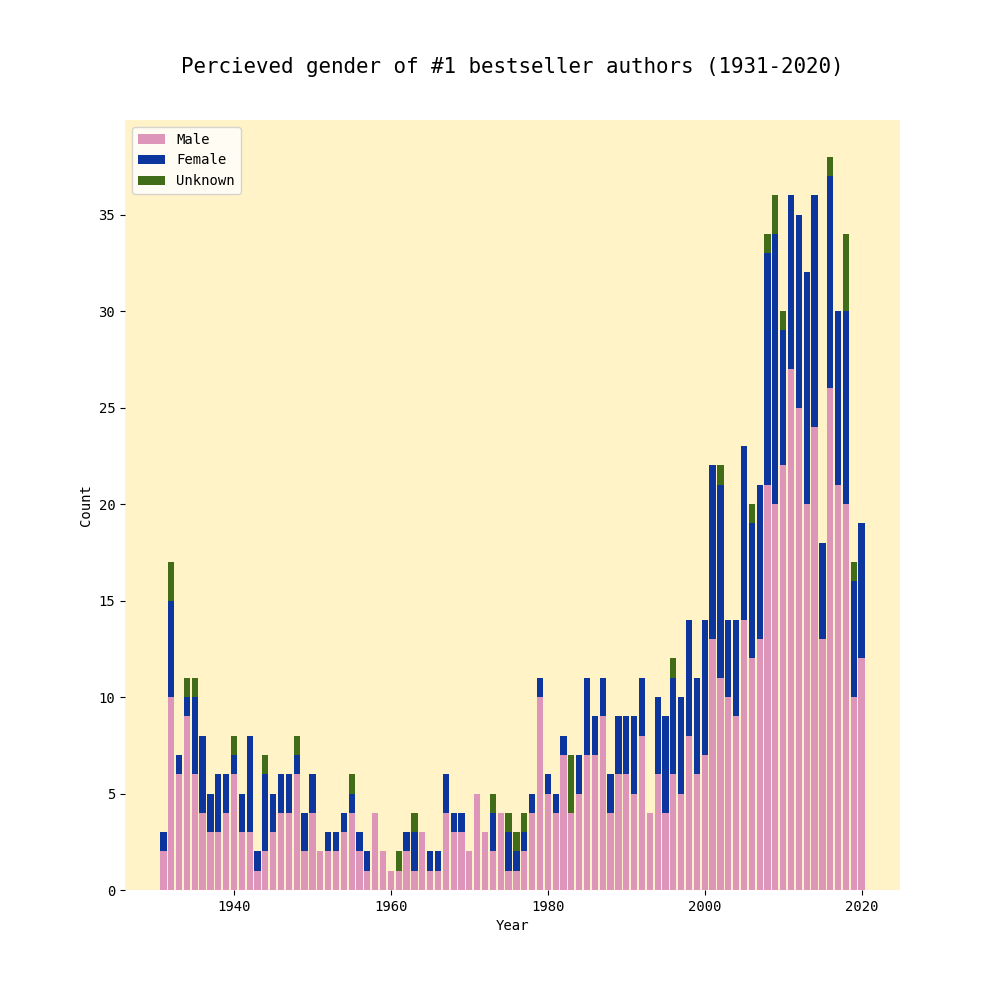 Percieved gender of #1 bestseller authors (1931-2020)
Male
Female
Unknown
35
30
25
20
15
10
5
0
Count
1940 1960 1980 2000 2020
Year